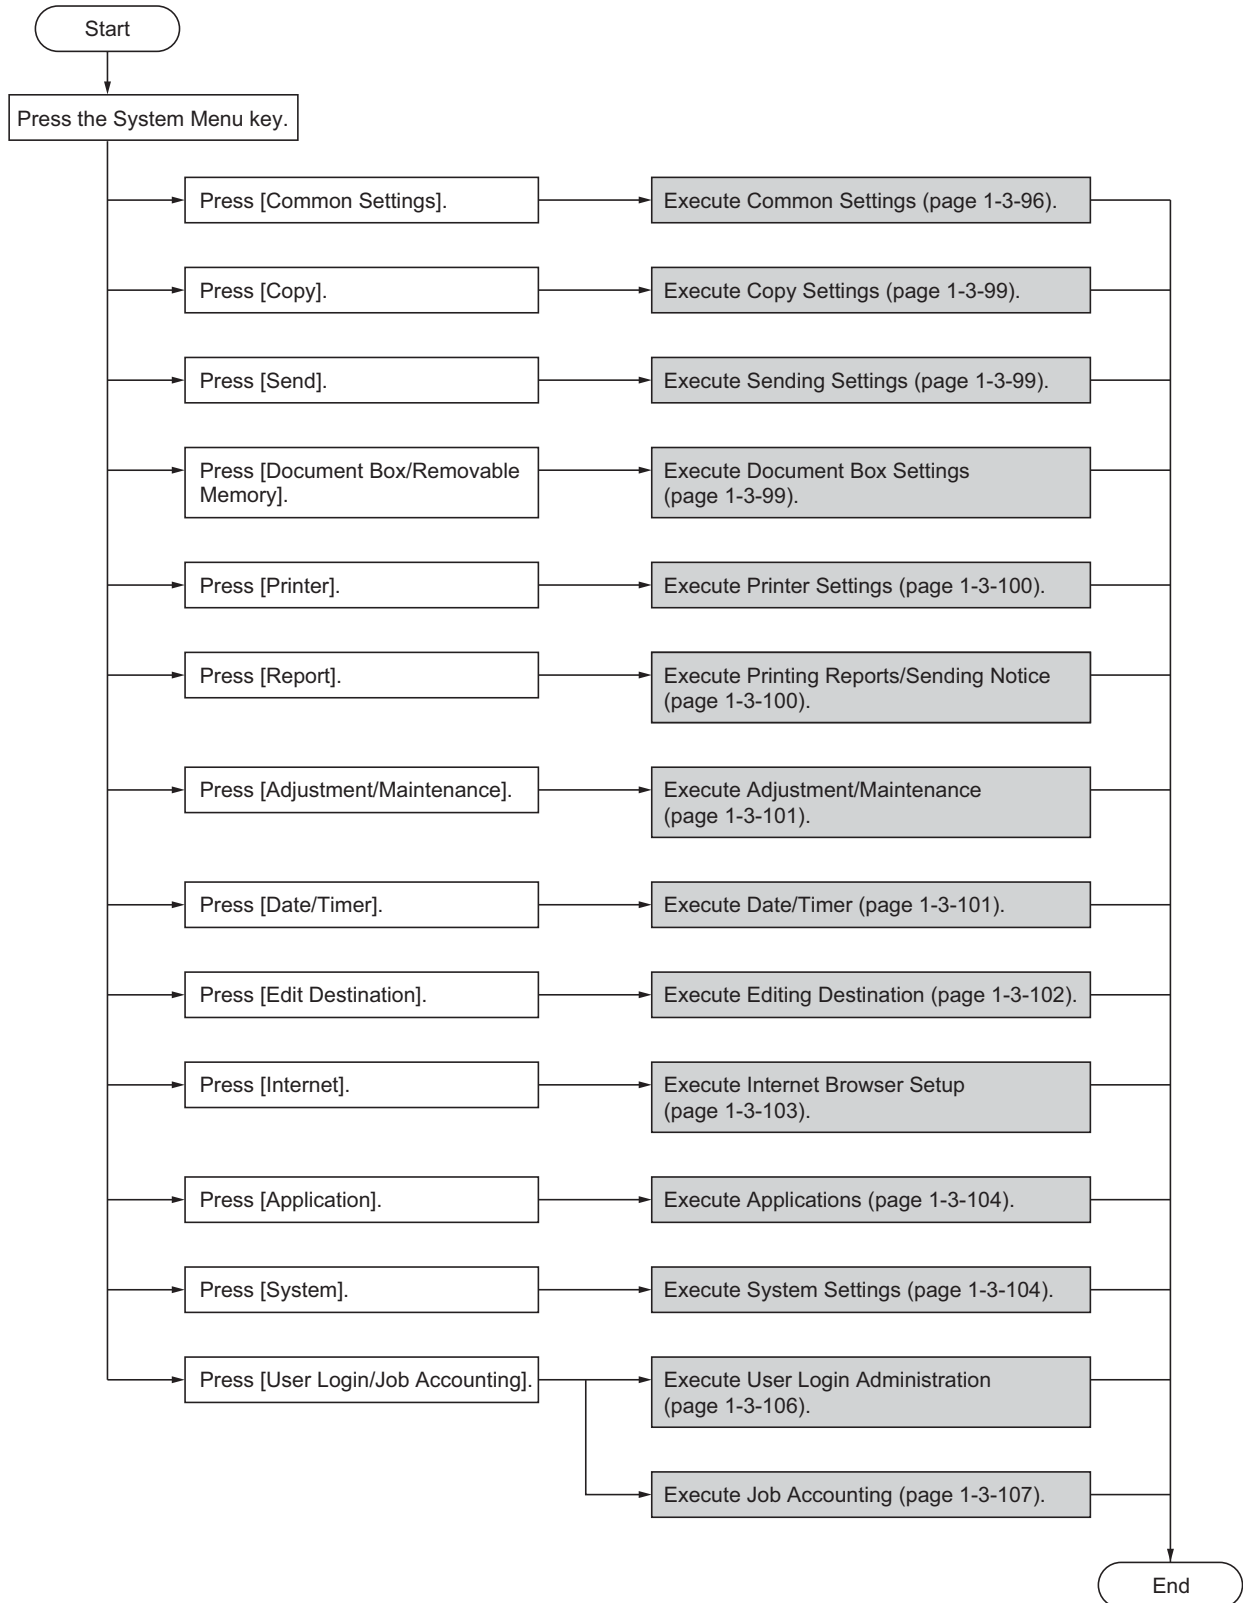 Start
Press the System Menu key.
Press [Common Settings].
Execute Common Settings (page 1-3-96).
Press [Copy].
Execute Copy Settings (page 1-3-99).
Press [Send].
Execute Sending Settings (page 1-3-99).
Press [Document Box/Removable
Memory].
Execute Document Box Settings
(page 1-3-99).
Press [Printer].
Execute Printer Settings (page 1-3-100).
Press [Report].
Execute Printing Reports/Sending Notice
(page 1-3-100).
Press [Adjustment/Maintenance].
Execute Adjustment/Maintenance
(page 1-3-101).
Press [Date/Timer].
Execute Date/Timer (page 1-3-101).
Press [Edit Destination].
Execute Editing Destination (page 1-3-102).
Press [Internet].
Execute Internet Browser Setup
(page 1-3-103).
Press [Application].
Execute Applications (page 1-3-104).
Press [System].
Execute System Settings (page 1-3-104).
Press [User Login/Job Accounting].
Execute User Login Administration
(page 1-3-106).
Execute Job Accounting (page 1-3-107).
End